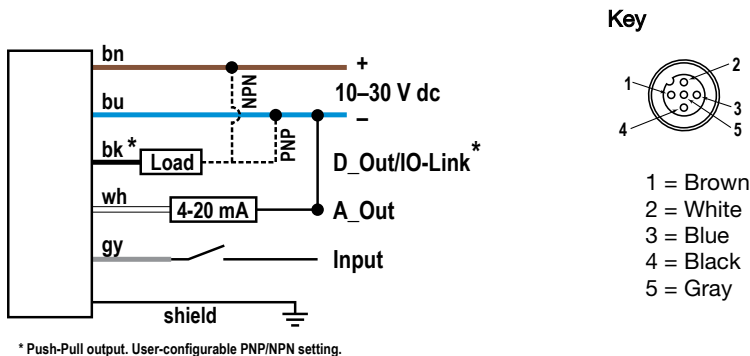 bn
+
NPN
10–30 V dc
bu
–
PNP
bk*
Load
D_Out/IO-Link*
wh
4-20 mA
A_Out
gy
Input
shield
* Push-Pull output. User-configurable PNP/NPN setting.
Key
1
2
3
4
5
1 = Brown
2 = White
3 = Blue
4 = Black
5 = Gray